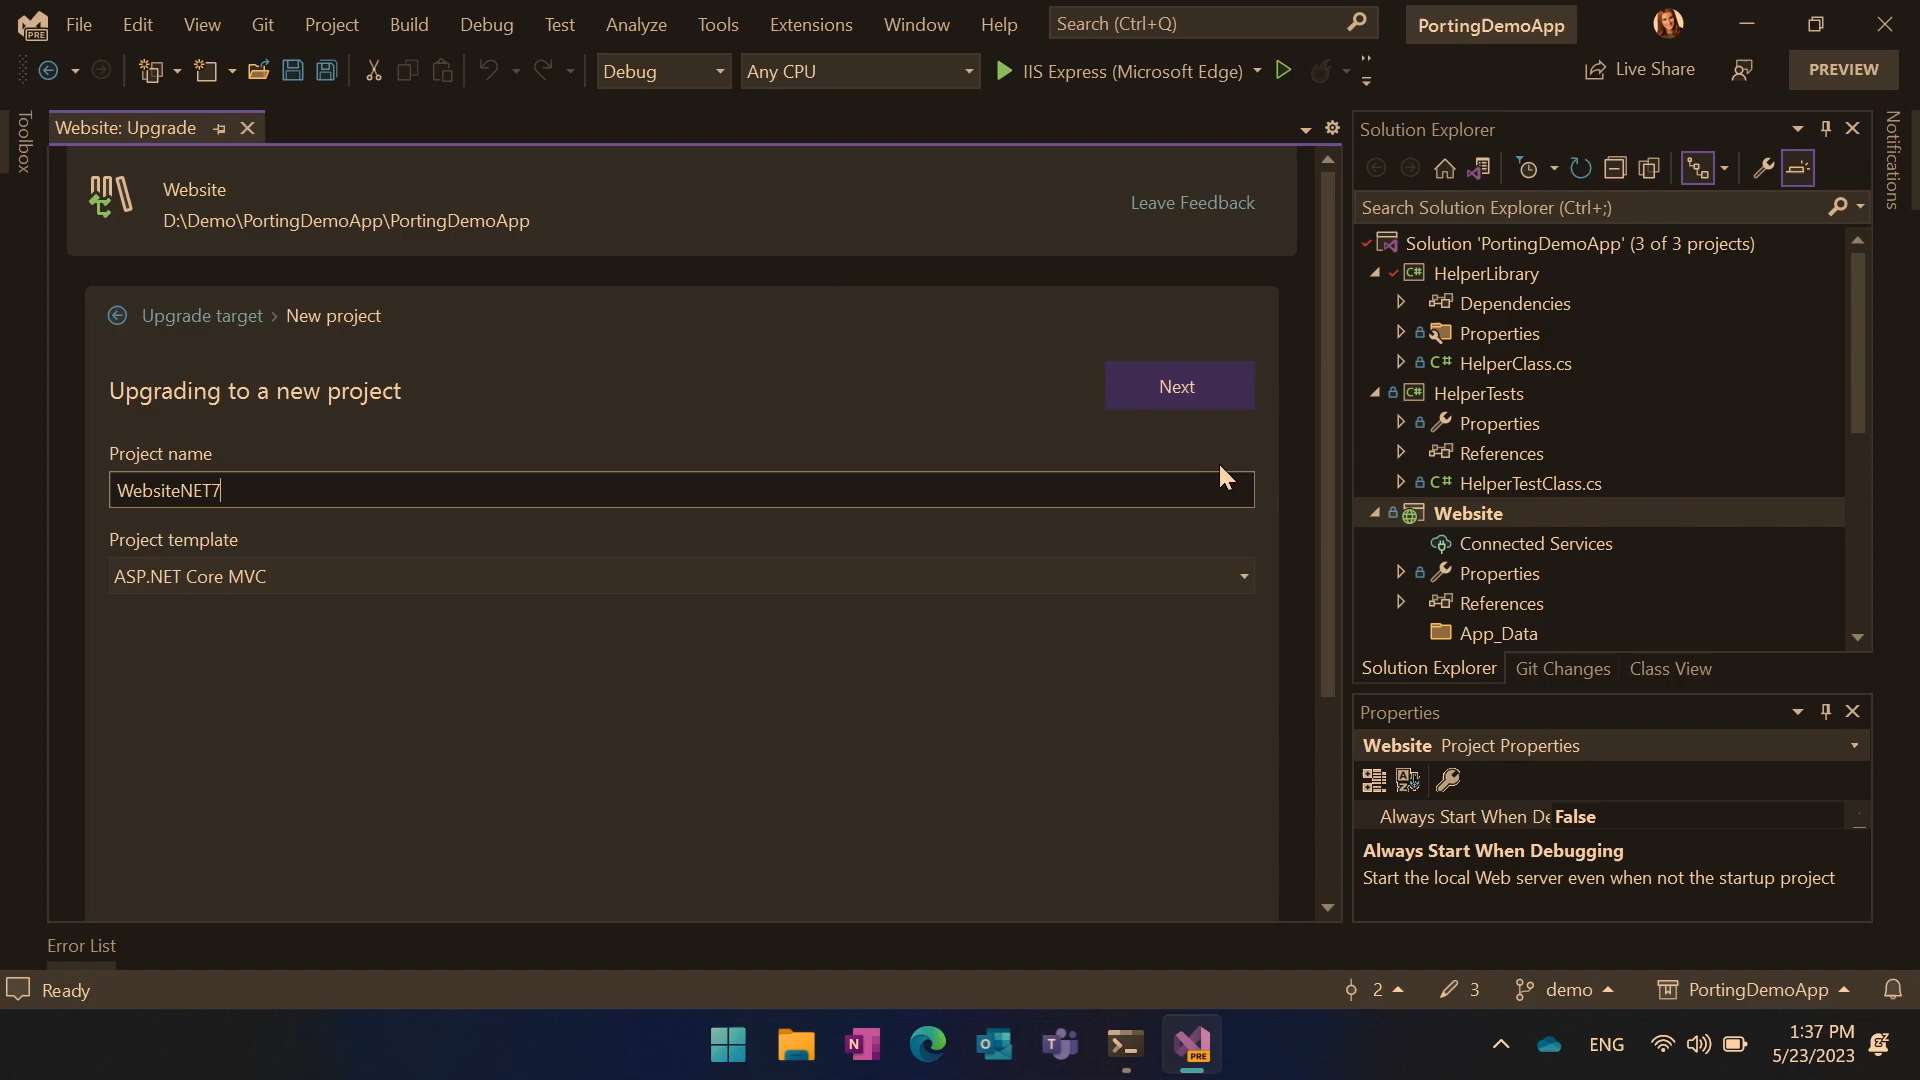 File Edit View Git Project Build Debug Test Analyze Tools Extensions Window Help Search (Ctrl+Q) PortingDemoApp
PRE
Debug Any CPU IIS Express (Microsoft Edge) Live Share PREVIEW
Toolbox
Website: Upgrade
Website
D:\Demo\PortingDemoApp\PortingDemoApp
Leave Feedback
Upgrade target › New project
Upgrading to a new project
Next
Project name
WebsiteNET7
Project template
ASP.NET Core MVC
Solution Explorer
Search Solution Explorer (Ctrl+;)
Solution 'PortingDemoApp' (3 of 3 projects)
C# HelperLibrary
Dependencies
Properties
C# HelperClass.cs
C# HelperTests
Properties
References
C# HelperTestClass.cs
Website
Connected Services
Properties
References
App_Data
Solution Explorer Git Changes Class View
Notifications
Properties
Website Project Properties
Always Start When De False
Always Start When Debugging
Start the local Web server even when not the startup project
Error List
Ready
2 3 demo PortingDemoApp
ENG
1:37 PM
5/23/2023
PRE